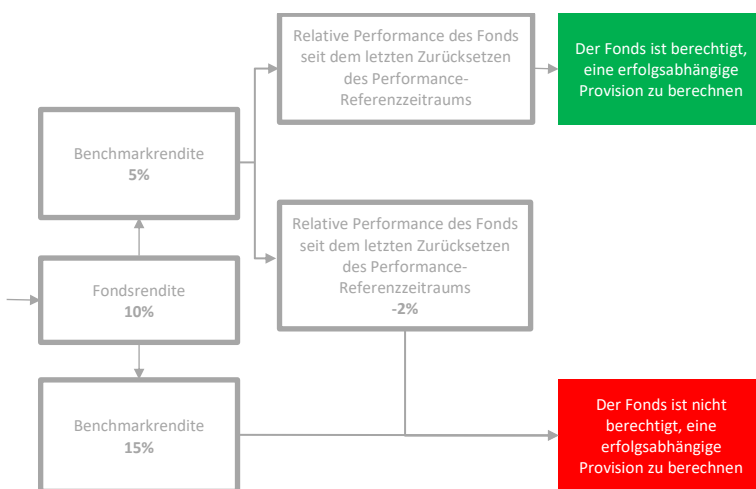 Relative Performance des Fonds
seit dem letzten Zurücksetzen
des Performance-
Referenzzeitraums
Der Fonds ist berechtigt,
eine erfolgsabhängige
Provision zu berechnen
Benchmarkrendite
5%
Relative Performance des Fonds
seit dem letzten Zurücksetzen
des Performance-
Referenzzeitraums
-2%
Fondsrendite
10%
Benchmarkrendite
15%
Der Fonds ist nicht
berechtigt, eine
erfolgsabhängige
Provision zu berechnen